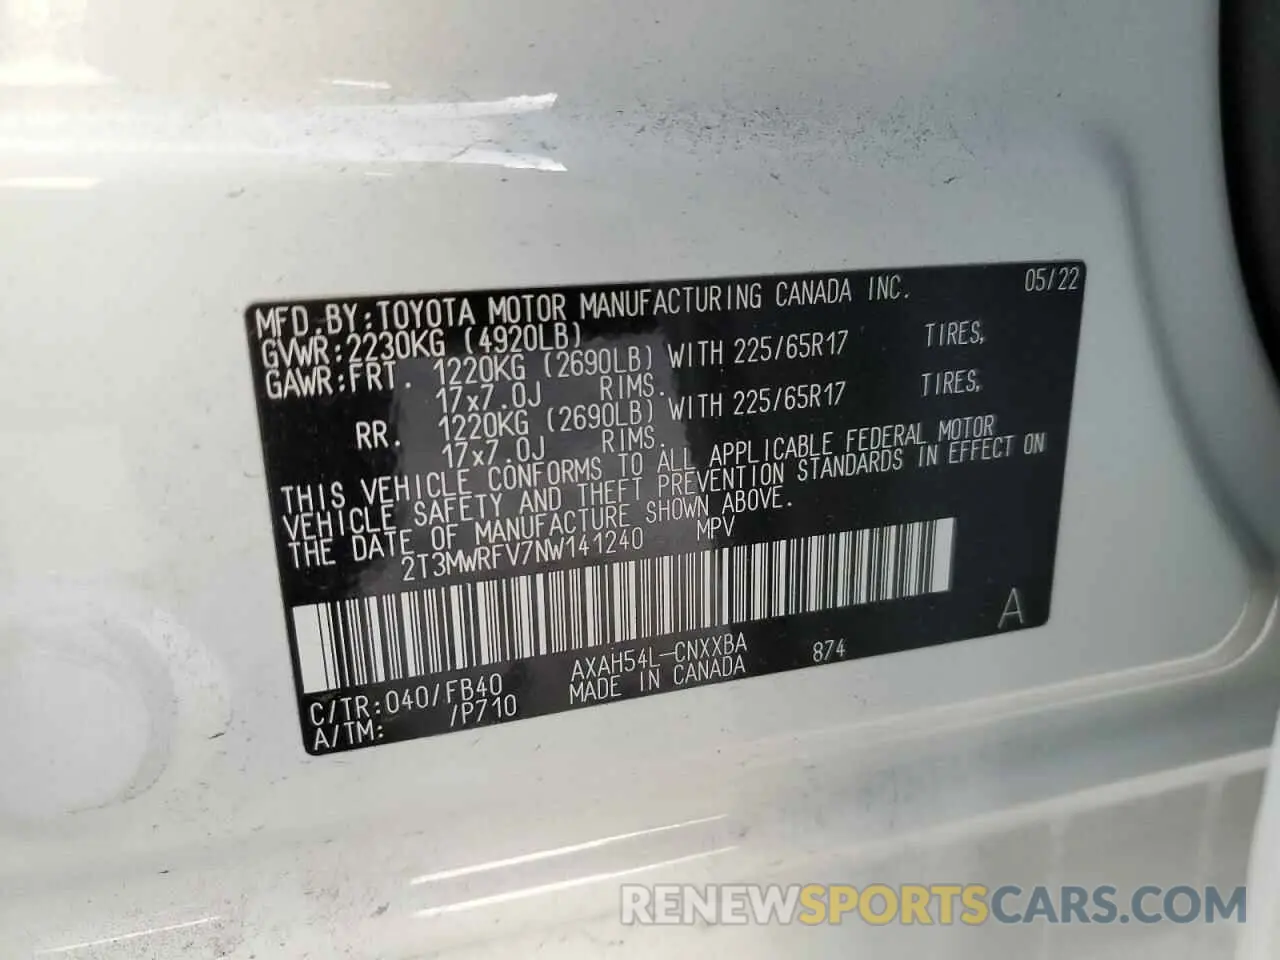 MFD.BY:TOYOTA MOTOR MANUFACTURING CANADA INC. 05/22
GVWR:2230KG (4920LB)
GAWR:FRT. 1220KG (2690LB) WITH 225/65R17 TIRES,
17x7.0J RIMS.
RR. 1220KG (2690LB) WITH 225/65R17 TIRES,
17x7.0J RIMS.
THIS VEHICLE CONFORMS TO ALL APPLICABLE FEDERAL MOTOR
VEHICLE SAFETY AND THEFT PREVENTION STANDARDS IN EFFECT ON
THE DATE OF MANUFACTURE SHOWN ABOVE.
2T3MWRFV7NW141240 MPV
A
C/TR:040/FB40 AXAH54L-CNXXBA 874
A/TM: /P710 MADE IN CANADA
RENEWSPORTSCARS.COM